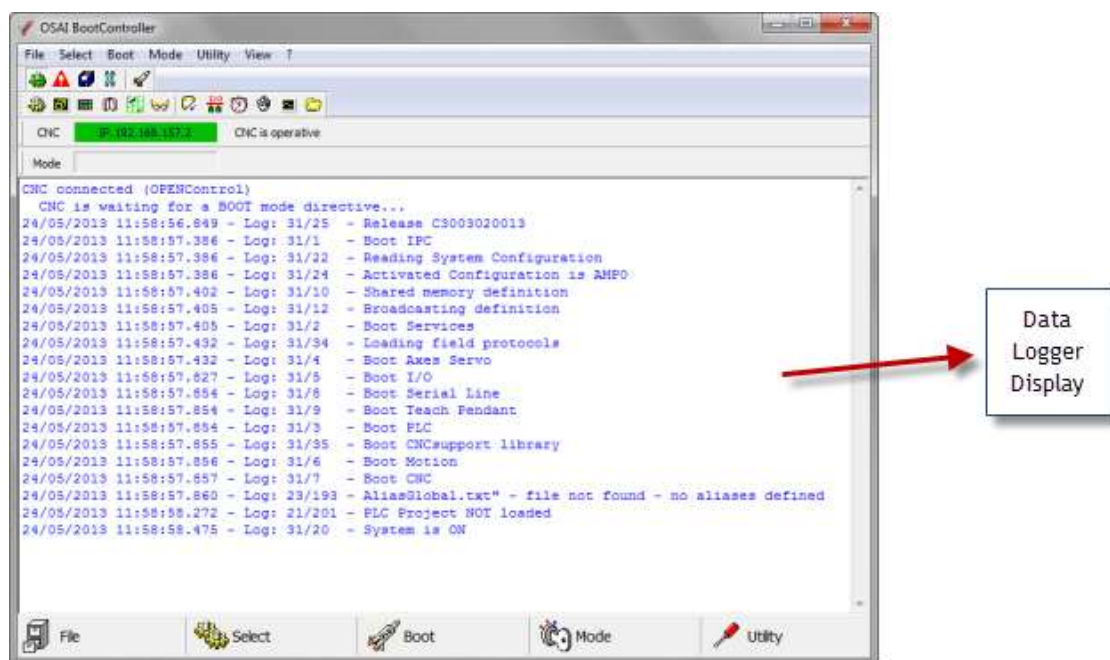 OSAI BootController
File Select Boot Mode Utility View ?
CNC IP. 192.168.157.2 CNC is operative
Mode
CNC connected (OPENControl)
CNC is waiting for a BOOT mode directive...
24/05/2013 11:58:56.849 - Log: 31/25 - Release C3003020013
24/05/2013 11:58:57.386 - Log: 31/1 - Boot IPC
24/05/2013 11:58:57.386 - Log: 31/22 - Reading System Configuration
24/05/2013 11:58:57.386 - Log: 31/24 - Activated Configuration is AMP0
24/05/2013 11:58:57.402 - Log: 31/10 - Shared memory definition
24/05/2013 11:58:57.405 - Log: 31/12 - Broadcasting definition
24/05/2013 11:58:57.405 - Log: 31/2 - Boot Services
24/05/2013 11:58:57.432 - Log: 31/34 - Loading field protocols
24/05/2013 11:58:57.432 - Log: 31/4 - Boot Axes Servo
24/05/2013 11:58:57.827 - Log: 31/5 - Boot I/O
24/05/2013 11:58:57.854 - Log: 31/8 - Boot Serial Line
24/05/2013 11:58:57.854 - Log: 31/9 - Boot Teach Pendant
24/05/2013 11:58:57.854 - Log: 31/3 - Boot PLC
24/05/2013 11:58:57.855 - Log: 31/35 - Boot CNCsupport library
24/05/2013 11:58:57.856 - Log: 31/6 - Boot Motion
24/05/2013 11:58:57.857 - Log: 31/7 - Boot CNC
24/05/2013 11:58:57.860 - Log: 23/193 - AliasGlobal.txt" - file not found - no aliases defined
24/05/2013 11:58:58.272 - Log: 21/201 - PLC Project NOT loaded
24/05/2013 11:58:58.475 - Log: 31/20 - System is ON
Data
Logger
Display
File Select Boot Mode Utility